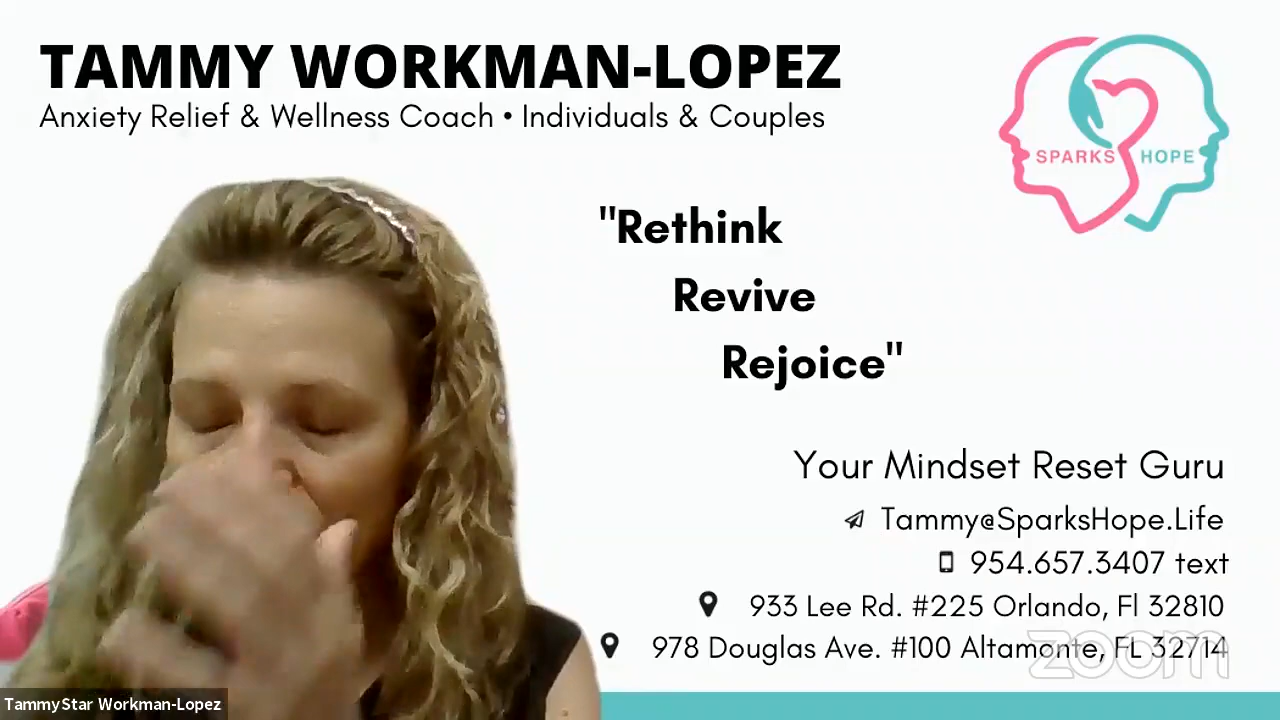 TAMMY WORKMAN-LOPEZ
Anxiety Relief & Wellness Coach • Individuals & Couples
SPARKS HOPE
"Rethink
Revive
Rejoice"
Your Mindset Reset Guru
Tammy@SparksHope.Life
954.657.3407 text
933 Lee Rd. #225 Orlando, Fl 32810
978 Douglas Ave. #100 Altamonte, FL 32714
zoom
TammyStar Workman-Lopez